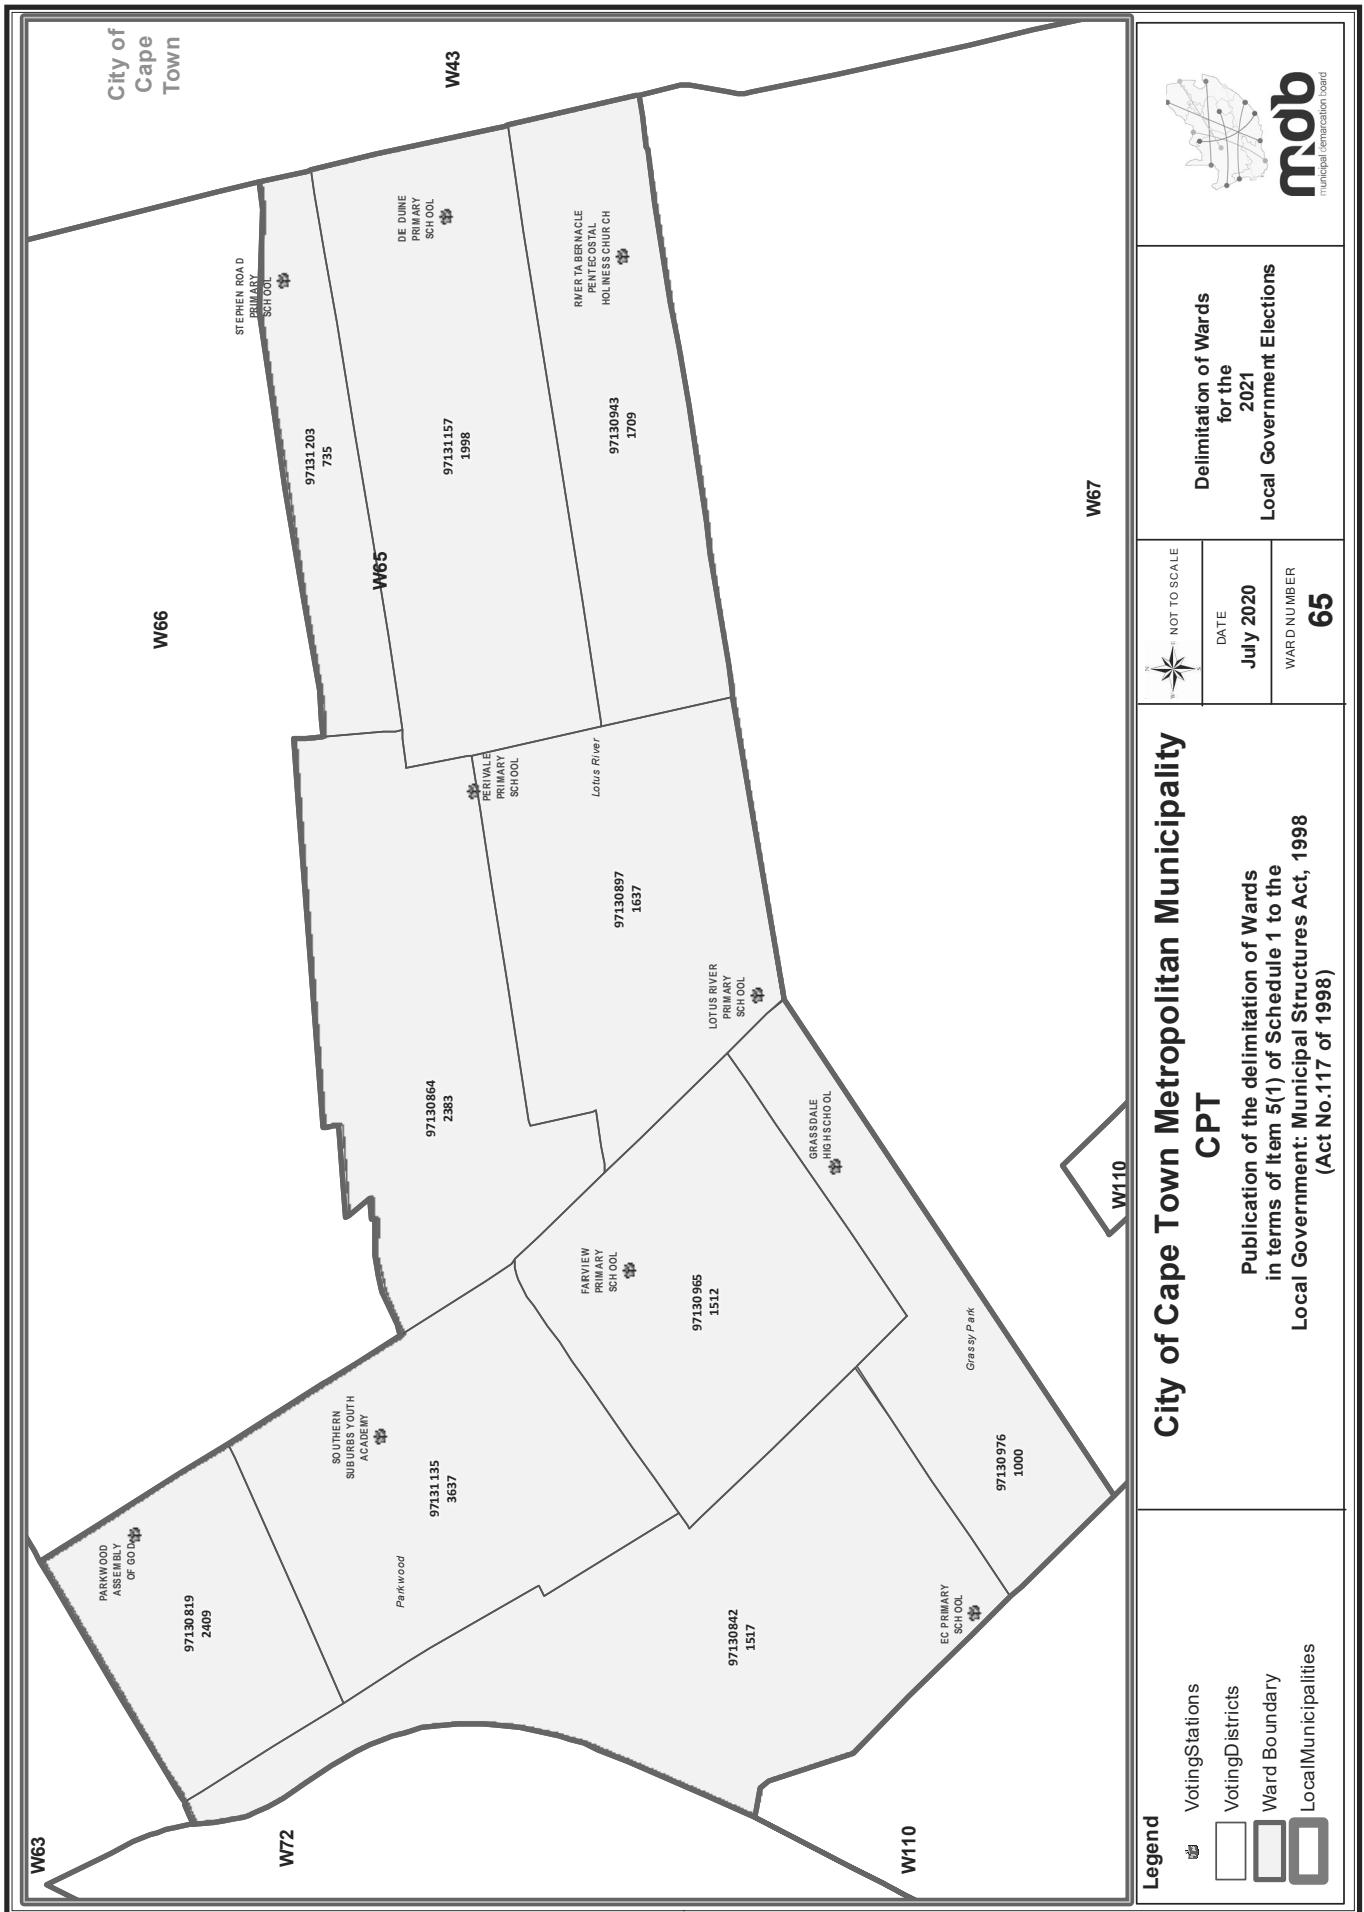 City of
Cape
Town
W43
W66
W65
W67
W63
W72
W110
W110
STEPHEN ROAD
PRIMARY
SCHOOL
DE DUINE
PRIMARY
SCHOOL
RIVER TABERNACLE
PENTECOSTAL
HOLINESS CHURCH
97131203
735
97131157
1998
97130943
1709
PERIVALE
PRIMARY
SCHOOL
Lotus River
97130897
1637
LOTUS RIVER
PRIMARY
SCHOOL
97130864
2383
GRASSDALE
HIGH SCHOOL
FARVIEW
PRIMARY
SCHOOL
97130965
1512
Grassy Park
97130976
1000
SOUTHERN
SUBURBS YOUTH
ACADEMY
97131135
3637
Parkwood
PARKWOOD
ASSEMBLY
OF GOD
97130819
2409
97130842
1517
EC PRIMARY
SCHOOL
Legend
VotingStations
VotingDistricts
Ward Boundary
LocalMunicipalities
City of Cape Town Metropolitan Municipality
CPT
Publication of the delimitation of Wards
in terms of Item 5(1) of Schedule 1 to the
Local Government: Municipal Structures Act, 1998
(Act No.117 of 1998)
N
E
S
W
NOT TO SCALE
DATE
July 2020
WARD NUMBER
65
Delimitation of Wards
for the
2021
Local Government Elections
mdb
municipal demarcation board